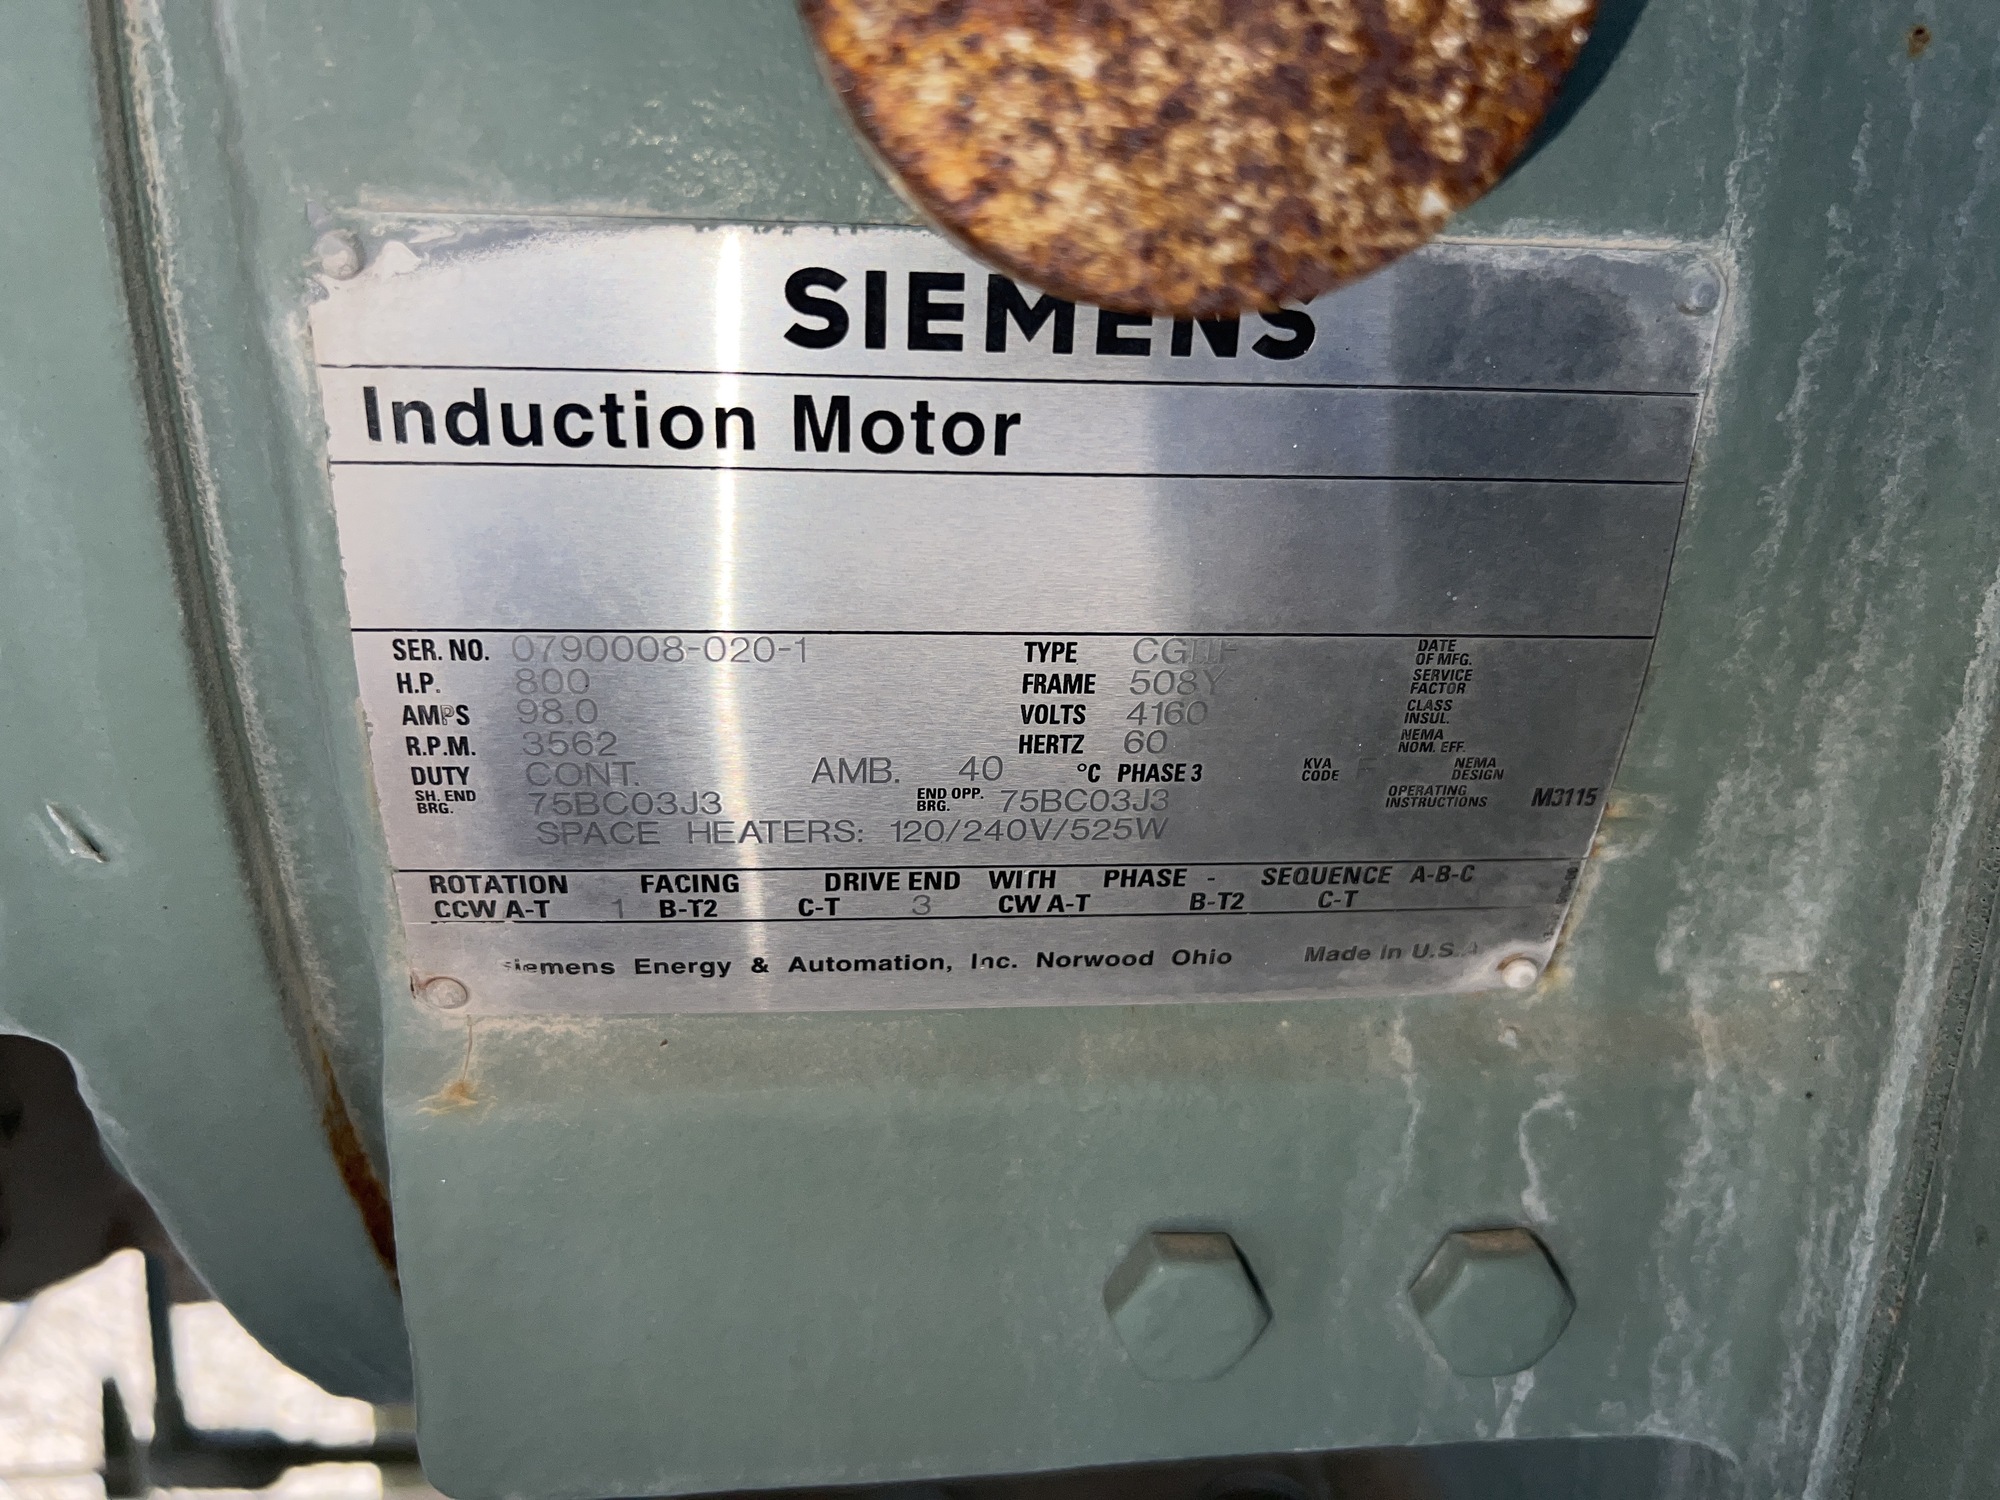 SIEMENS
Induction Motor
SER. NO. 0790008-020-1 TYPE DATE OF MFG.
H.P. 800 FRAME 508Y SERVICE FACTOR
AMPS 98.0 VOLTS 4160 CLASS INSUL.
R.P.M. 3562 HERTZ 60 NEMA NOM. EFF.
DUTY CONT. AMB. 40 °C PHASE 3 KVA CODE NEMA DESIGN
SH. END BRG. 75BC03J3 END OPP. BRG. 75BC03J3 OPERATING INSTRUCTIONS M3115
SPACE HEATERS: 120/240V/525W
ROTATION FACING DRIVE END WITH PHASE - SEQUENCE A-B-C
CCW A-T 1 B-T2 C-T 3 CW A-T B-T2 C-T
Siemens Energy & Automation, Inc. Norwood Ohio Made in U.S.A